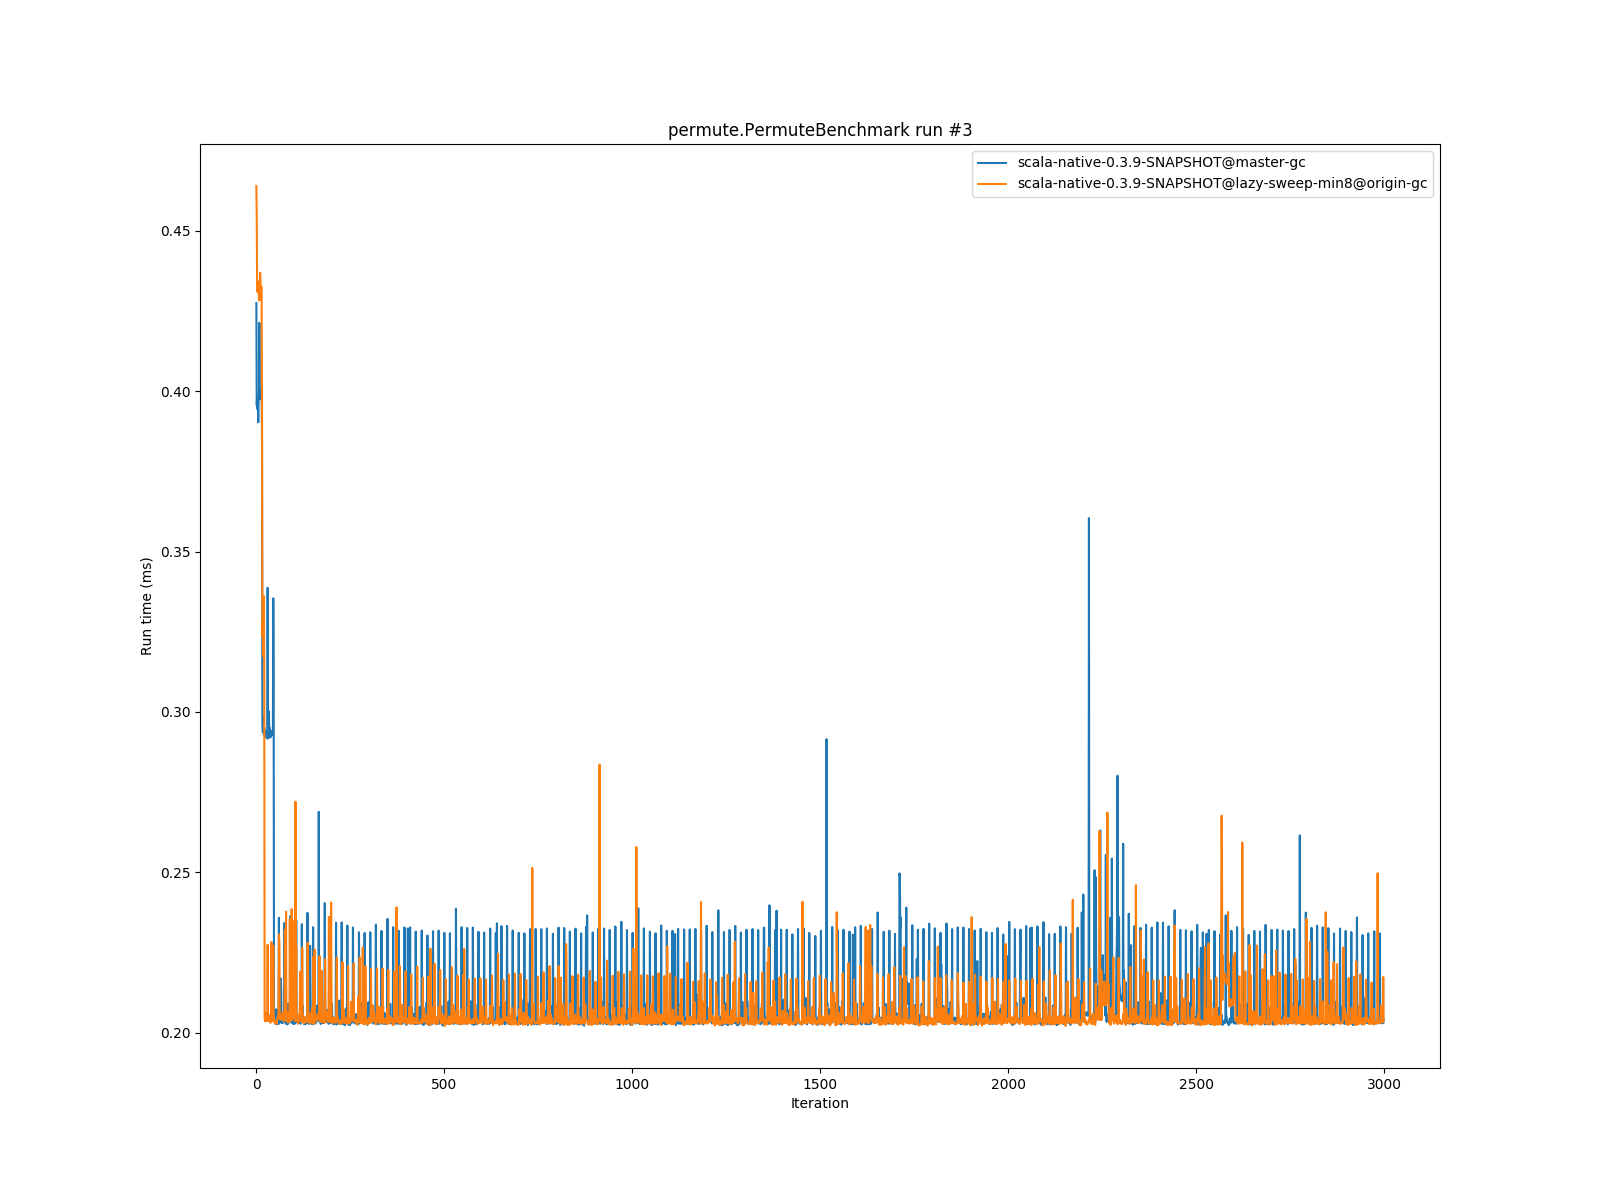 permute.PermuteBenchmark run #3
scala-native-0.3.9-SNAPSHOT@master-gc
scala-native-0.3.9-SNAPSHOT@lazy-sweep-min8@origin-gc
0.45
0.40
0.35
0.30
0.25
0.20
Run time (ms)
0 500 1000 1500 2000 2500 3000
Iteration